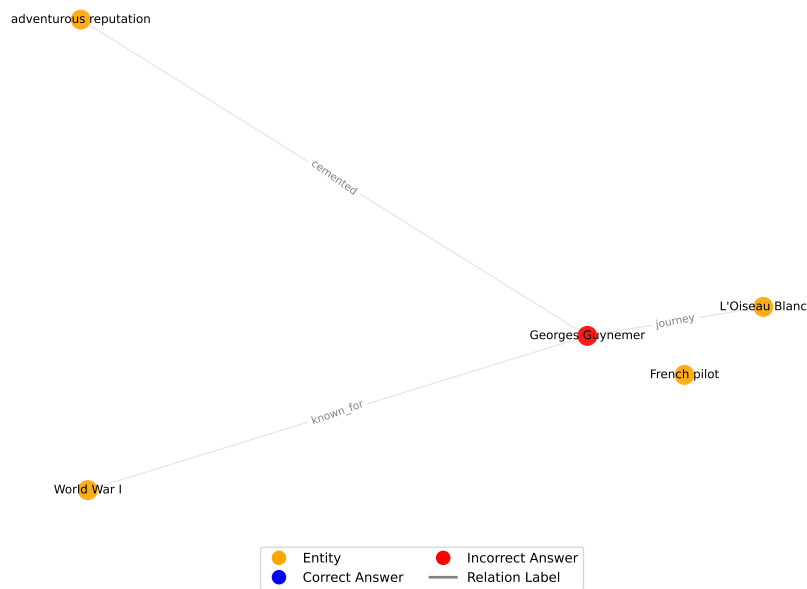 adventurous reputation
cemented
L'Oiseau Blanc
journey
Georges Guynemer
French pilot
known_for
World War I
Entity
Correct Answer
Incorrect Answer
Relation Label